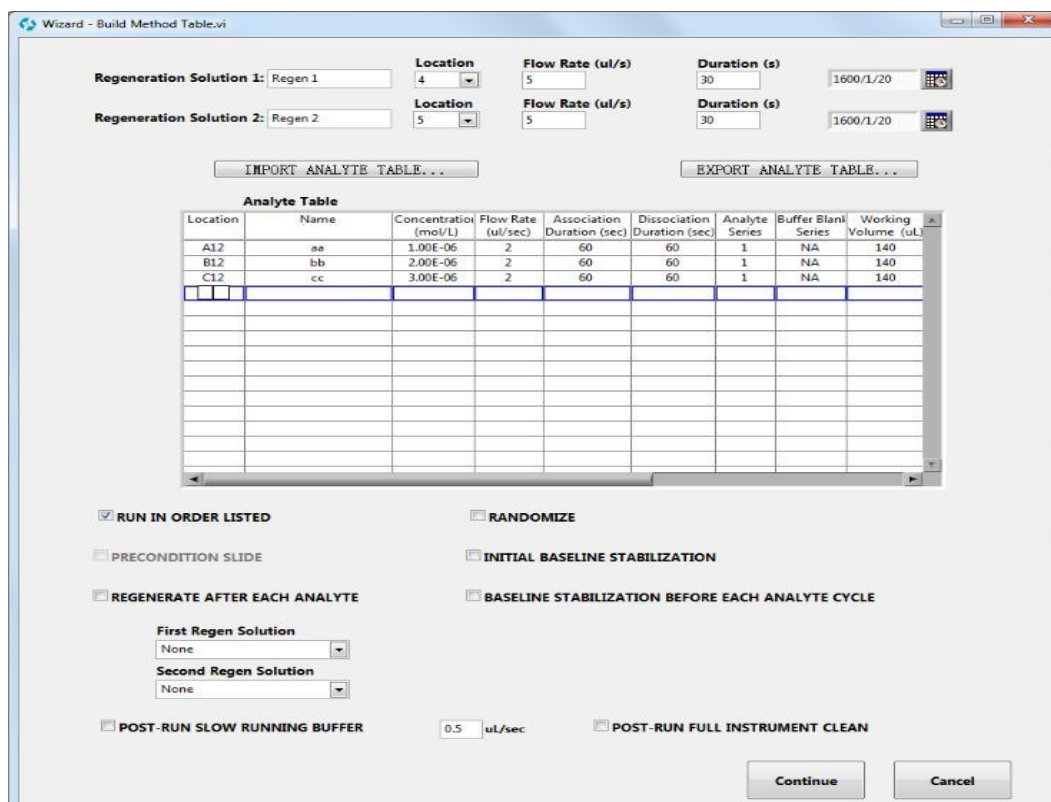 Wizard - Build Method Table.vi
Location Flow Rate (ul/s) Duration (s)
Regeneration Solution 1: Regen 1 4 5 30 1600/1/20
Location Flow Rate (ul/s) Duration (s)
Regeneration Solution 2: Regen 2 5 5 30 1600/1/20
IMPORT ANALYTE TABLE... EXPORT ANALYTE TABLE...
Analyte Table
Location Name Concentration Flow Rate Association Dissociation Analyte Buffer Blank Working
(mol/L) (ul/sec) Duration (sec) Duration (sec) Series Series Volume (uL)
A12 aa 1.00E-06 2 60 60 1 NA 140
B12 bb 2.00E-06 2 60 60 1 NA 140
C12 cc 3.00E-06 2 60 60 1 NA 140
RUN IN ORDER LISTED RANDOMIZE
PRECONDITION SLIDE INITIAL BASELINE STABILIZATION
REGENERATE AFTER EACH ANALYTE BASELINE STABILIZATION BEFORE EACH ANALYTE CYCLE
First Regen Solution
None
Second Regen Solution
None
POST-RUN SLOW RUNNING BUFFER 0.5 uL/sec POST-RUN FULL INSTRUMENT CLEAN
Continue Cancel